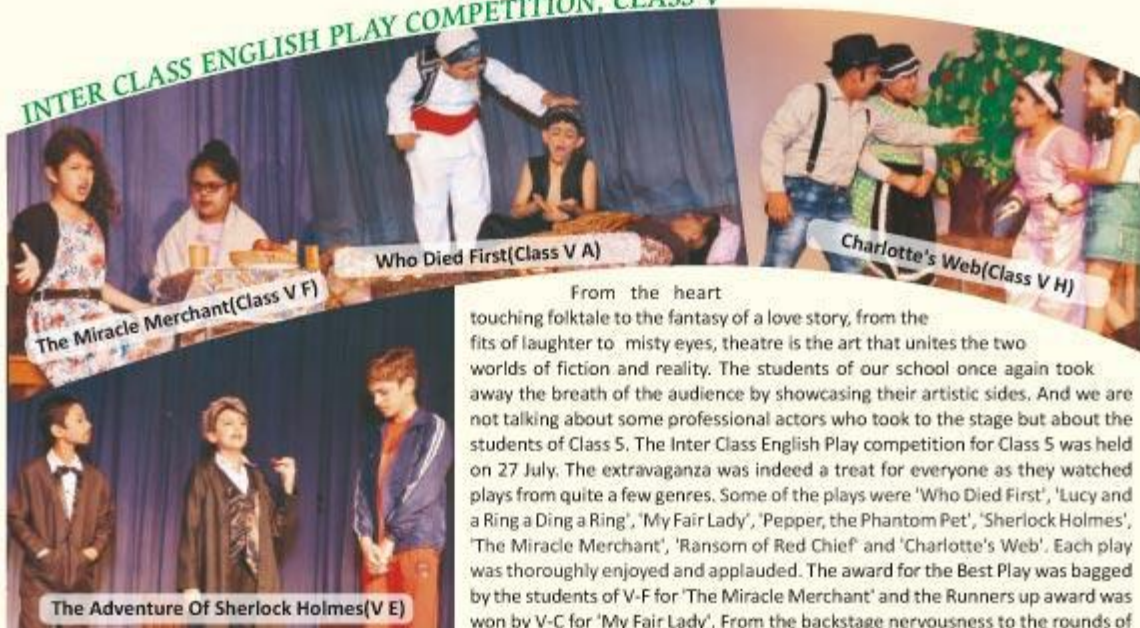 INTER CLASS ENGLISH PLAY COMPETITION, CLASS V
The Miracle Merchant(Class V F)
Who Died First(Class V A)
Charlotte's Web(Class V H)
The Adventure Of Sherlock Holmes(V E)
From the heart
touching folktale to the fantasy of a love story, from the
fits of laughter to misty eyes, theatre is the art that unites the two
worlds of fiction and reality. The students of our school once again took
away the breath of the audience by showcasing their artistic sides. And we are
not talking about some professional actors who took to the stage but about the
students of Class 5. The Inter Class English Play competition for Class 5 was held
on 27 July. The extravaganza was indeed a treat for everyone as they watched
plays from quite a few genres. Some of the plays were 'Who Died First', 'Lucy and
a Ring a Ding a Ring', 'My Fair Lady', 'Pepper, the Phantom Pet', 'Sherlock Holmes',
'The Miracle Merchant', 'Ransom of Red Chief' and 'Charlotte's Web'. Each play
was thoroughly enjoyed and applauded. The award for the Best Play was bagged
by the students of V-F for 'The Miracle Merchant' and the Runners up award was
won by V-C for 'My Fair Lady'. From the backstage nervousness to the rounds of